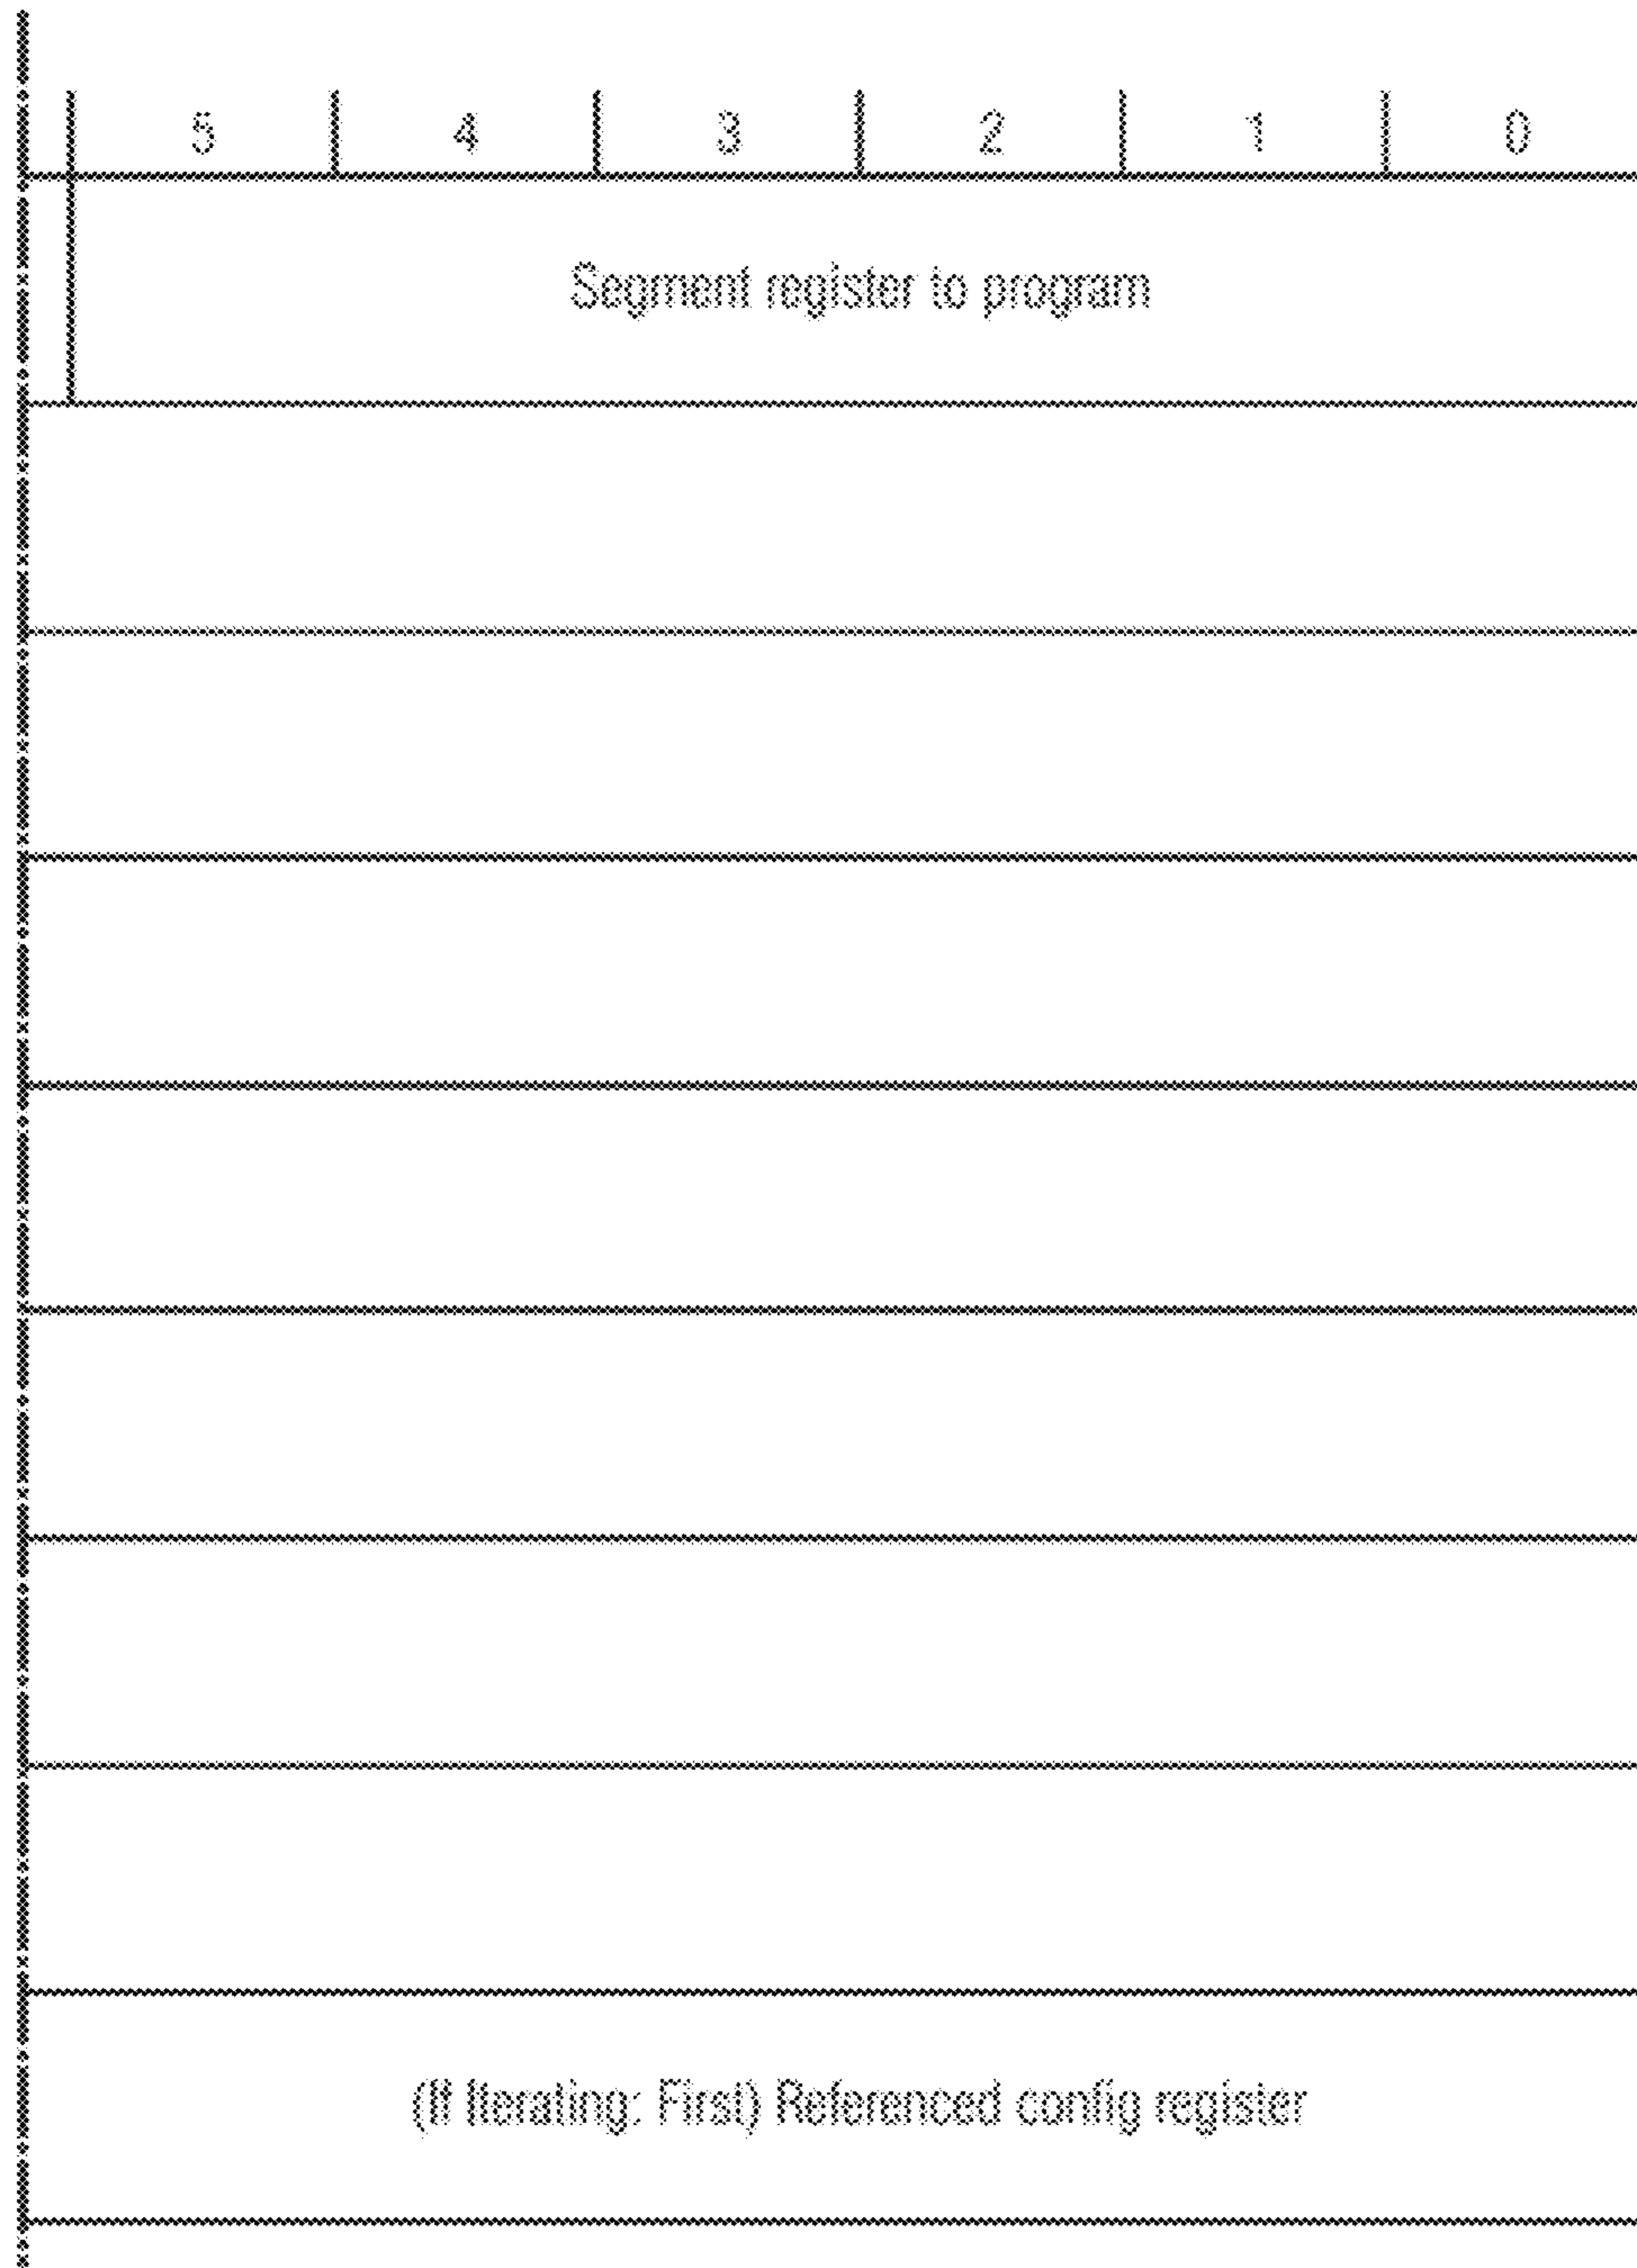 5 4 3 2 1 0
Segment register to program
(If Iterating: First) Referenced config register